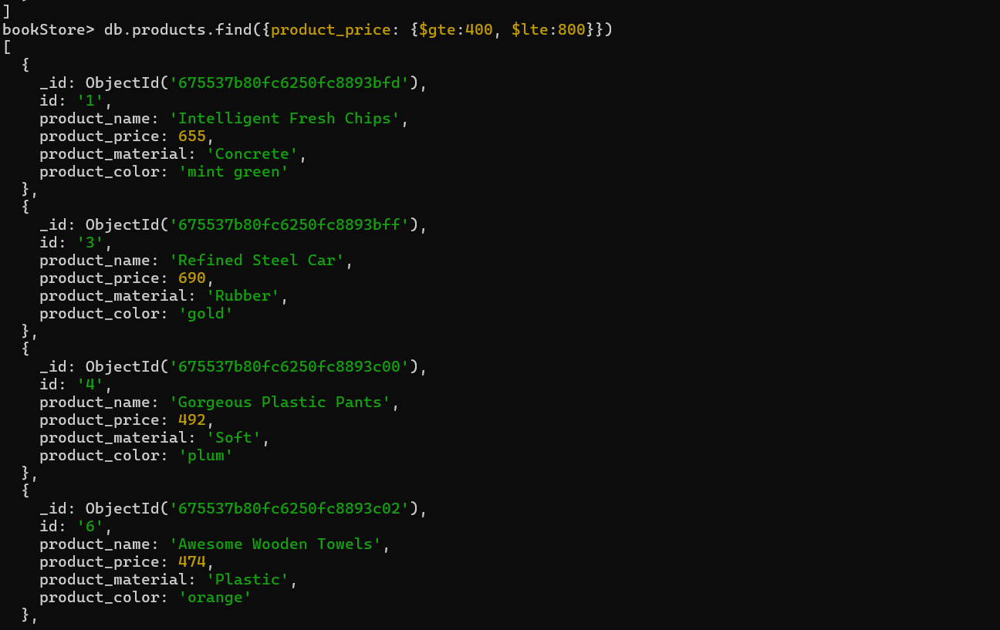 ]
bookStore> db.products.find({product_price: {$gte:400, $lte:800}})
[
  {
    _id: ObjectId('675537b80fc6250fc8893bfd'),
    id: '1',
    product_name: 'Intelligent Fresh Chips',
    product_price: 655,
    product_material: 'Concrete',
    product_color: 'mint green'
  },
  {
    _id: ObjectId('675537b80fc6250fc8893bff'),
    id: '3',
    product_name: 'Refined Steel Car',
    product_price: 690,
    product_material: 'Rubber',
    product_color: 'gold'
  },
  {
    _id: ObjectId('675537b80fc6250fc8893c00'),
    id: '4',
    product_name: 'Gorgeous Plastic Pants',
    product_price: 492,
    product_material: 'Soft',
    product_color: 'plum'
  },
  {
    _id: ObjectId('675537b80fc6250fc8893c02'),
    id: '6',
    product_name: 'Awesome Wooden Towels',
    product_price: 474,
    product_material: 'Plastic',
    product_color: 'orange'
  },